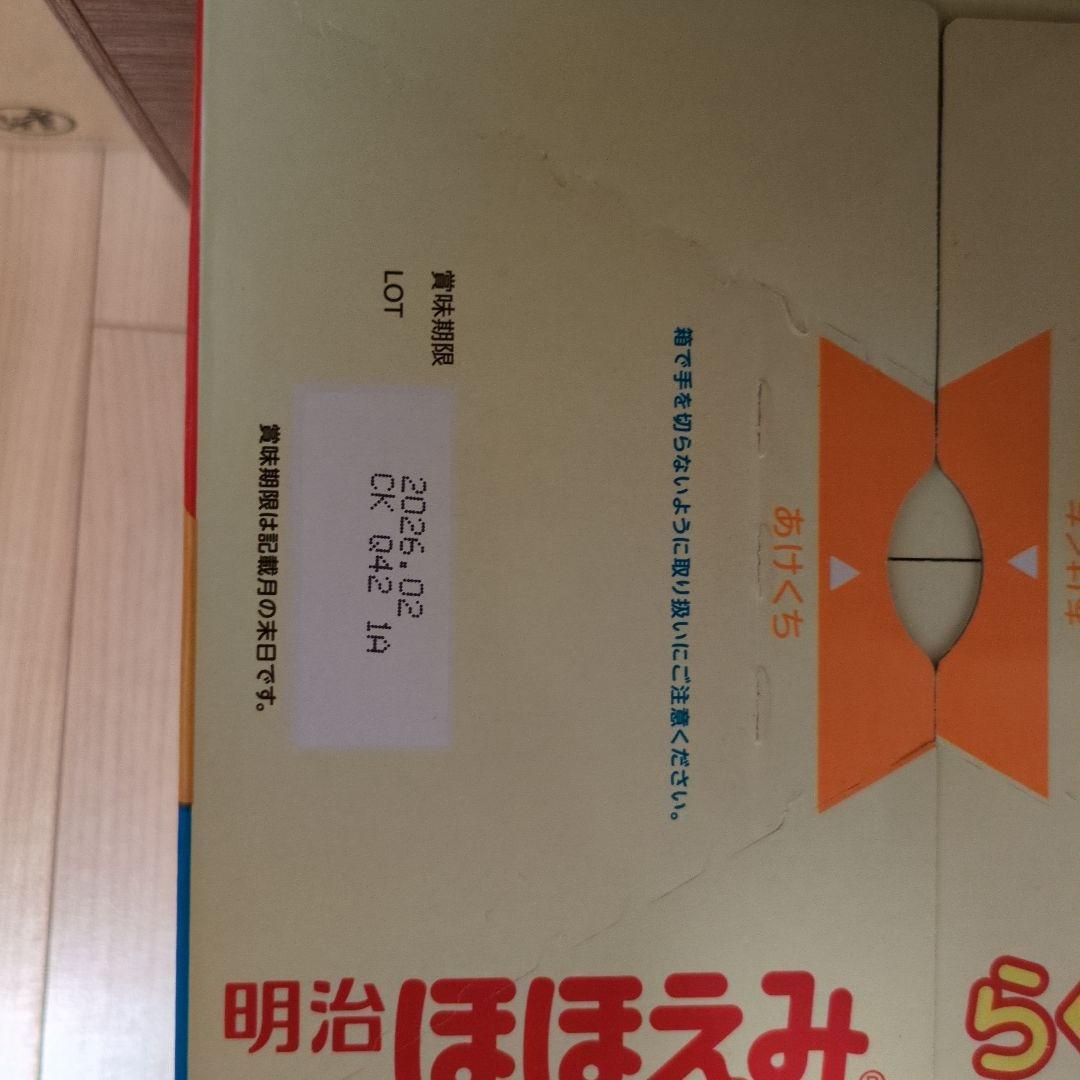 賞味期限
LOT
2026.02
CK Q42 1A
賞味期限は記載月の末日です。
箱で手を切らないように取り扱いにご注意ください。
あけくち
明治ほほえみ
らく